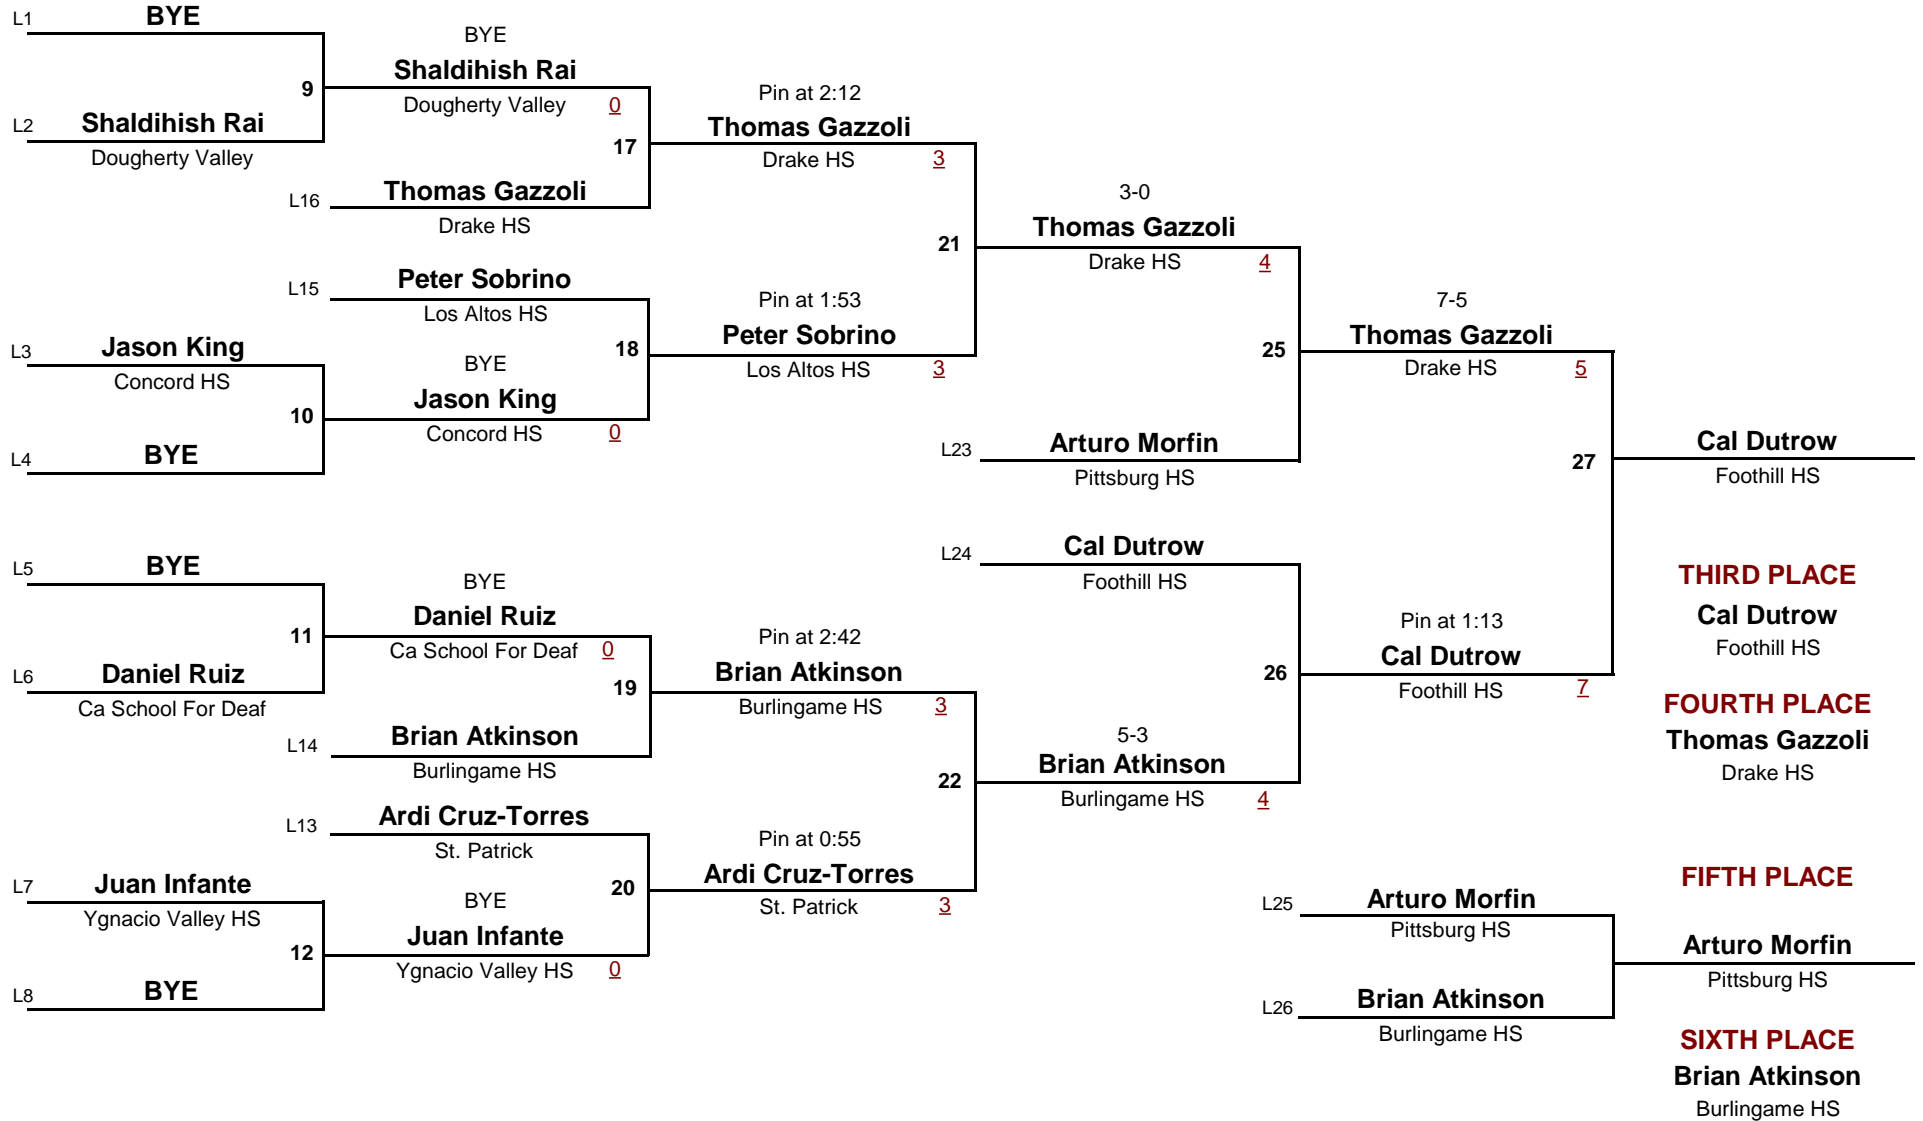 L1 BYE
9
L2 Shaldihish Rai
Dougherty Valley
BYE
Shaldihish Rai
Dougherty Valley 0
17
L16 Thomas Gazzoli
Drake HS
Pin at 2:12
Thomas Gazzoli
Drake HS 3
21
L15 Peter Sobrino
Los Altos HS
18
L3 Jason King
Concord HS
10
L4 BYE
BYE
Jason King
Concord HS 0
Pin at 1:53
Peter Sobrino
Los Altos HS 3
3-0
Thomas Gazzoli
Drake HS 4
25
L23 Arturo Morfin
Pittsburg HS
7-5
Thomas Gazzoli
Drake HS 5
27
Cal Dutrow
Foothill HS
L5 BYE
11
L6 Daniel Ruiz
Ca School For Deaf
BYE
Daniel Ruiz
Ca School For Deaf 0
19
L14 Brian Atkinson
Burlingame HS
Pin at 2:42
Brian Atkinson
Burlingame HS 3
22
L13 Ardi Cruz-Torres
St. Patrick
20
L7 Juan Infante
Ygnacio Valley HS
12
L8 BYE
BYE
Juan Infante
Ygnacio Valley HS 0
Pin at 0:55
Ardi Cruz-Torres
St. Patrick 3
L24 Cal Dutrow
Foothill HS
26
5-3
Brian Atkinson
Burlingame HS 4
Pin at 1:13
Cal Dutrow
Foothill HS 7
THIRD PLACE
Cal Dutrow
Foothill HS
FOURTH PLACE
Thomas Gazzoli
Drake HS
L25 Arturo Morfin
Pittsburg HS
L26 Brian Atkinson
Burlingame HS
FIFTH PLACE
Arturo Morfin
Pittsburg HS
SIXTH PLACE
Brian Atkinson
Burlingame HS